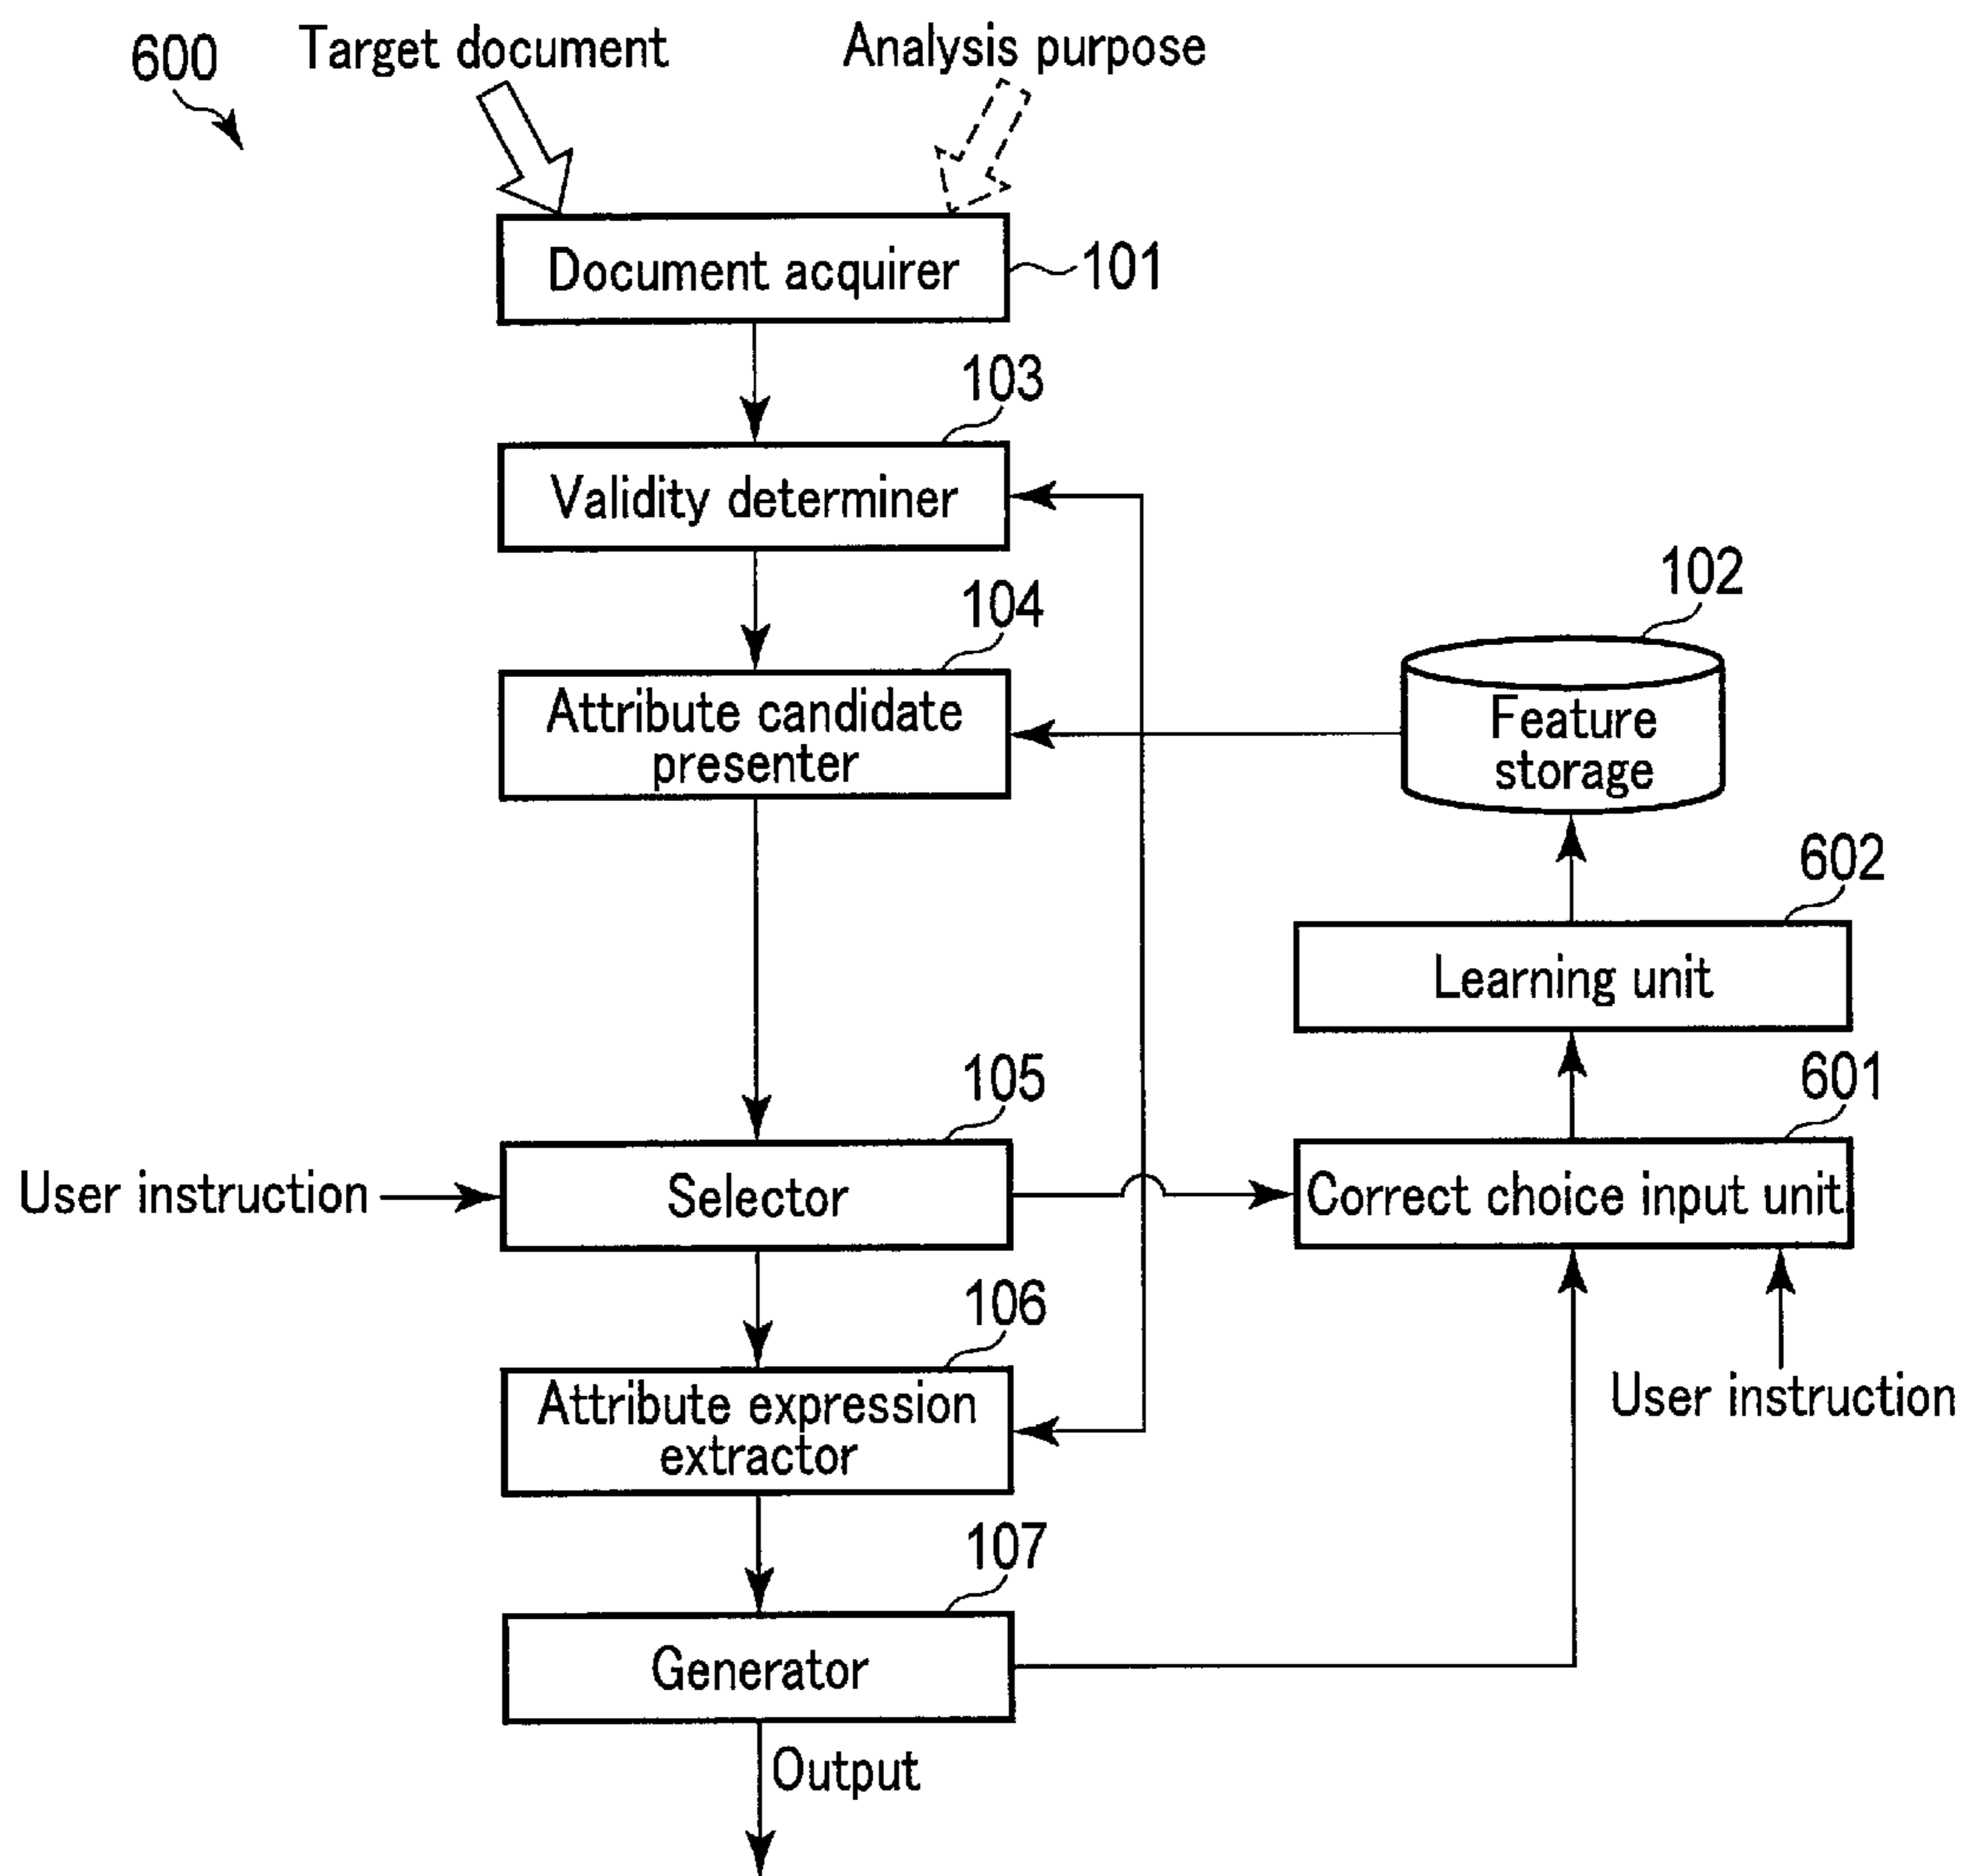 600
Target document
Analysis purpose
Document acquirer
101
103
Validity determiner
104
Attribute candidate
presenter
102
Feature
storage
602
Learning unit
105
601
User instruction
Selector
Correct choice input unit
106
Attribute expression
extractor
User instruction
107
Generator
Output